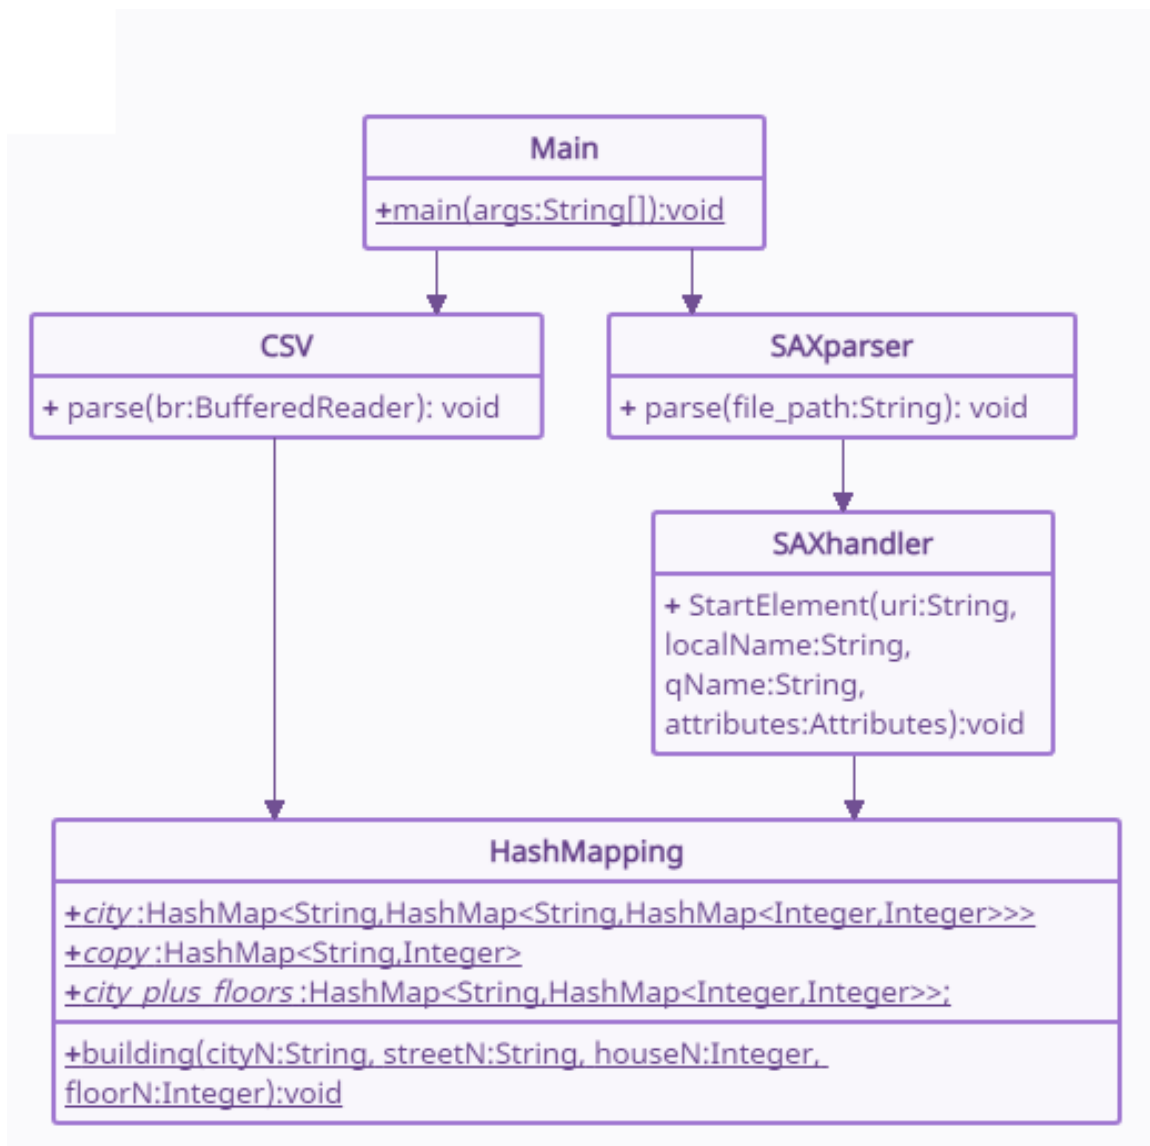 Main
+main(args:String[]):void
CSV
+ parse(br:BufferedReader): void
SAXparser
+ parse(file_path:String): void
SAXhandler
+ StartElement(uri:String,
localName:String,
qName:String,
attributes:Attributes):void
HashMapping
+city :HashMap<String,HashMap<String,HashMap<Integer,Integer>>>
+copy :HashMap<String,Integer>
+city_plus_floors :HashMap<String,HashMap<Integer,Integer>>;
+building(cityN:String, streetN:String, houseN:Integer,
floorN:Integer):void